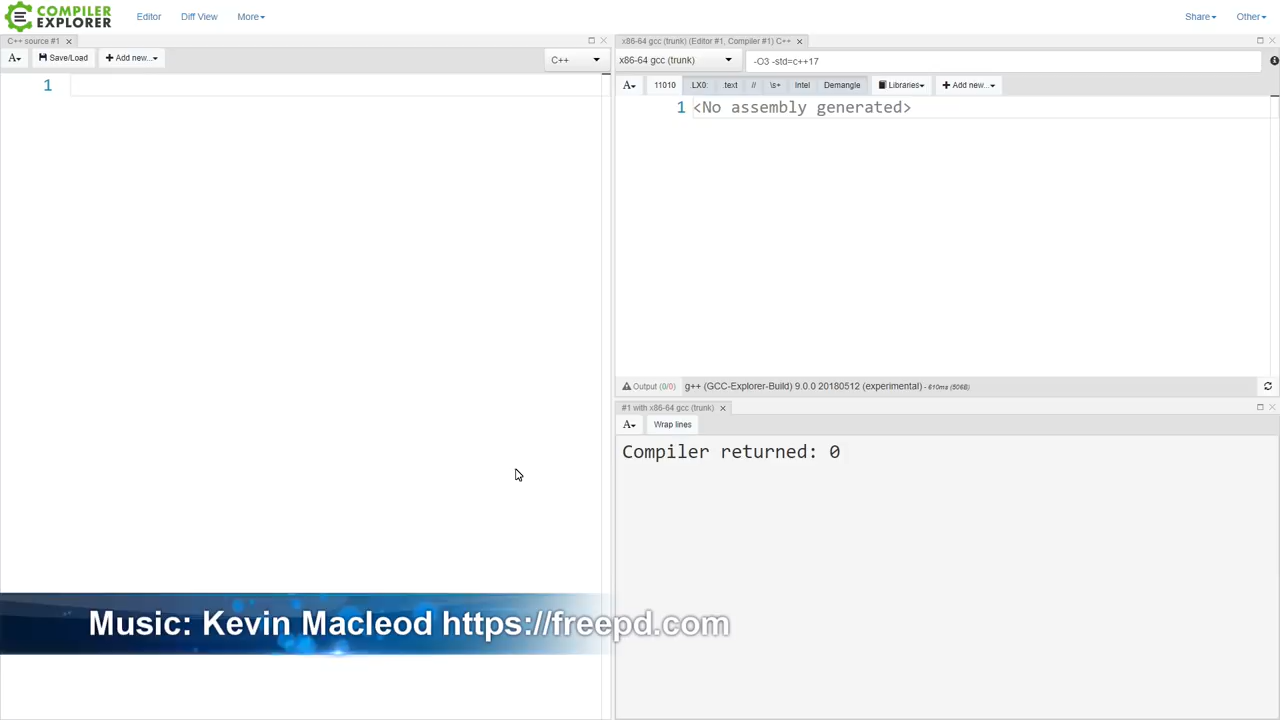 COMPILER
EXPLORER
Editor
Diff View
More
Share
Other
C++ source #1
A
Save/Load
+ Add new...
C++
1
x86-64 gcc (trunk) (Editor #1, Compiler #1) C++
x86-64 gcc (trunk)
-O3 -std=c++17
A
11010
.LX0:
.text
//
\s+
Intel
Demangle
Libraries
+ Add new...
1 <No assembly generated>
Output (0/0)
g++ (GCC-Explorer-Build) 9.0.0 20180512 (experimental) - 610ms (506B)
#1 with x86-64 gcc (trunk)
A
Wrap lines
Compiler returned: 0
Music: Kevin Macleod https://freepd.com